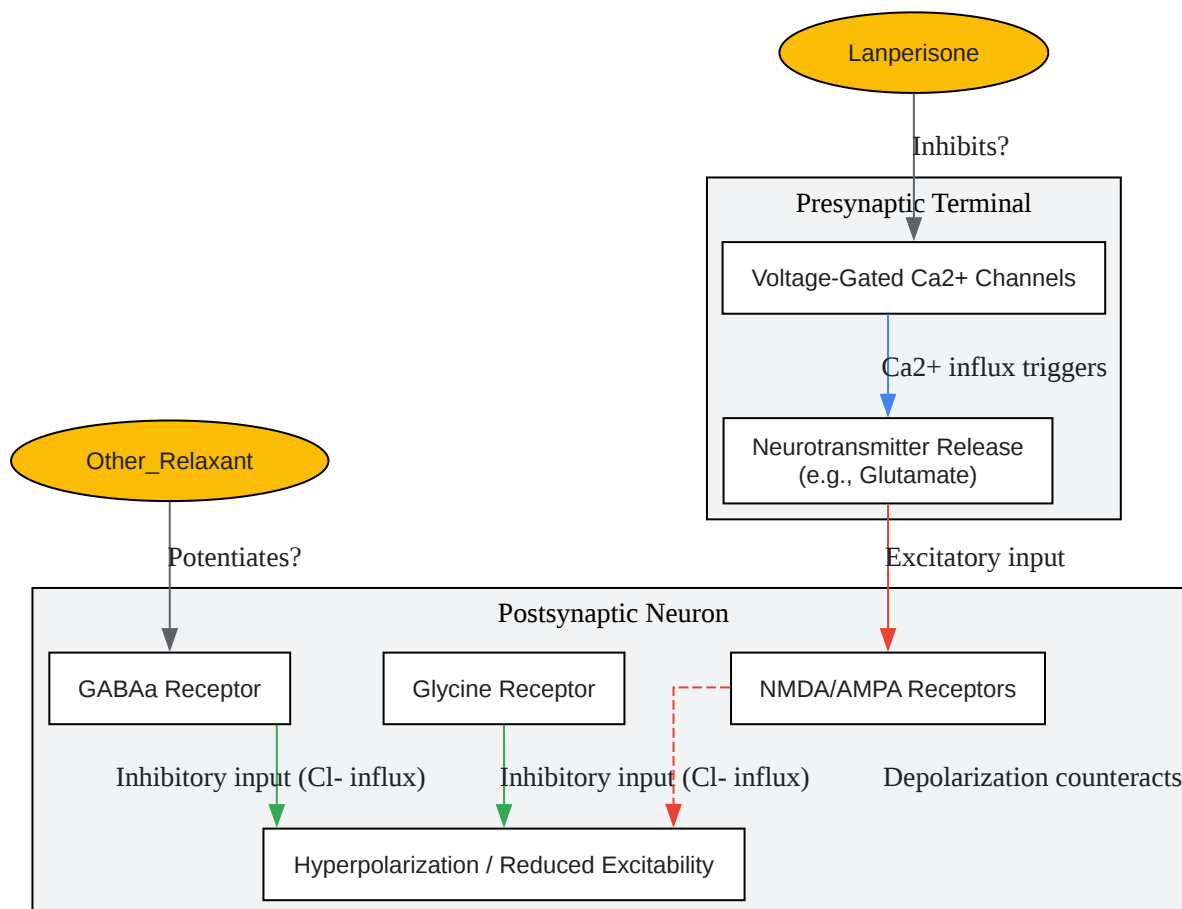 Lanperisone
Inhibits?
Presynaptic Terminal
Voltage-Gated Ca2+ Channels
Ca2+ influx triggers
Other_Relaxant
Neurotransmitter Release
(e.g., Glutamate)
Potentiates?
Excitatory input
Postsynaptic Neuron
GABAa Receptor
Glycine Receptor
NMDA/AMPA Receptors
Inhibitory input (Cl- influx)
Inhibitory input (Cl- influx)
Depolarization counteracts
Hyperpolarization / Reduced Excitability